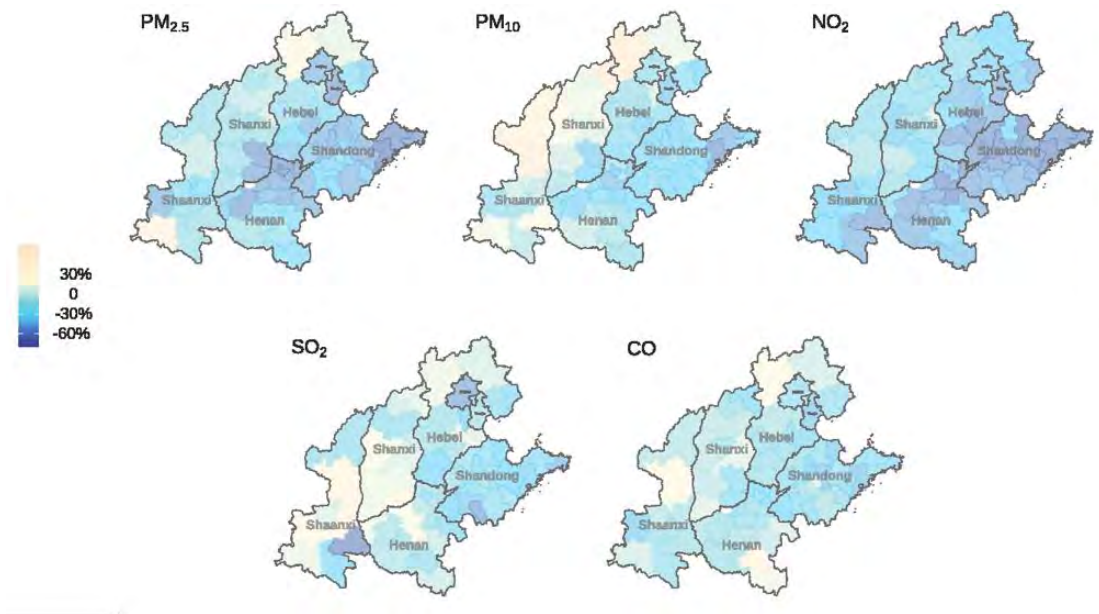 PM2.5
PM10
NO2
Hebei
Shanxi
Shandong
Shaanxi
Henan
Hebei
Shanxi
Shandong
Shaanxi
Henan
Hebei
Shanxi
Shandong
Shaanxi
Henan
30%
0
-30%
-60%
SO2
CO
Hebei
Shanxi
Shandong
Shaanxi
Henan
Hebei
Shanxi
Shandong
Shaanxi
Henan